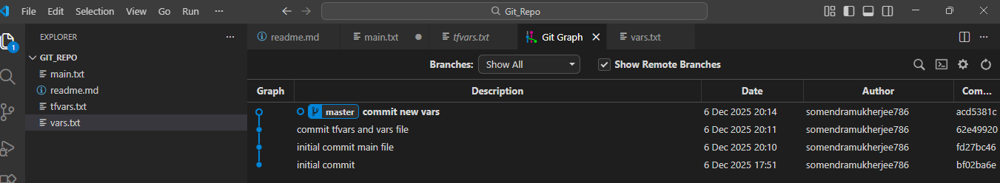 File Edit Selection View Go Run ··· Git_Repo
EXPLORER ··· readme.md main.txt tfvars.txt Git Graph vars.txt ···
1
GIT_REPO
main.txt
readme.md
tfvars.txt
vars.txt
Branches: Show All Show Remote Branches
Graph Description Date Author Com...
master commit new vars 6 Dec 2025 20:14 somendramukherjee786 acd5381c
commit tfvars and vars file 6 Dec 2025 20:11 somendramukherjee786 62e49920
initial commit main file 6 Dec 2025 20:10 somendramukherjee786 fd27bc46
initial commit 6 Dec 2025 17:51 somendramukherjee786 bf02ba6e